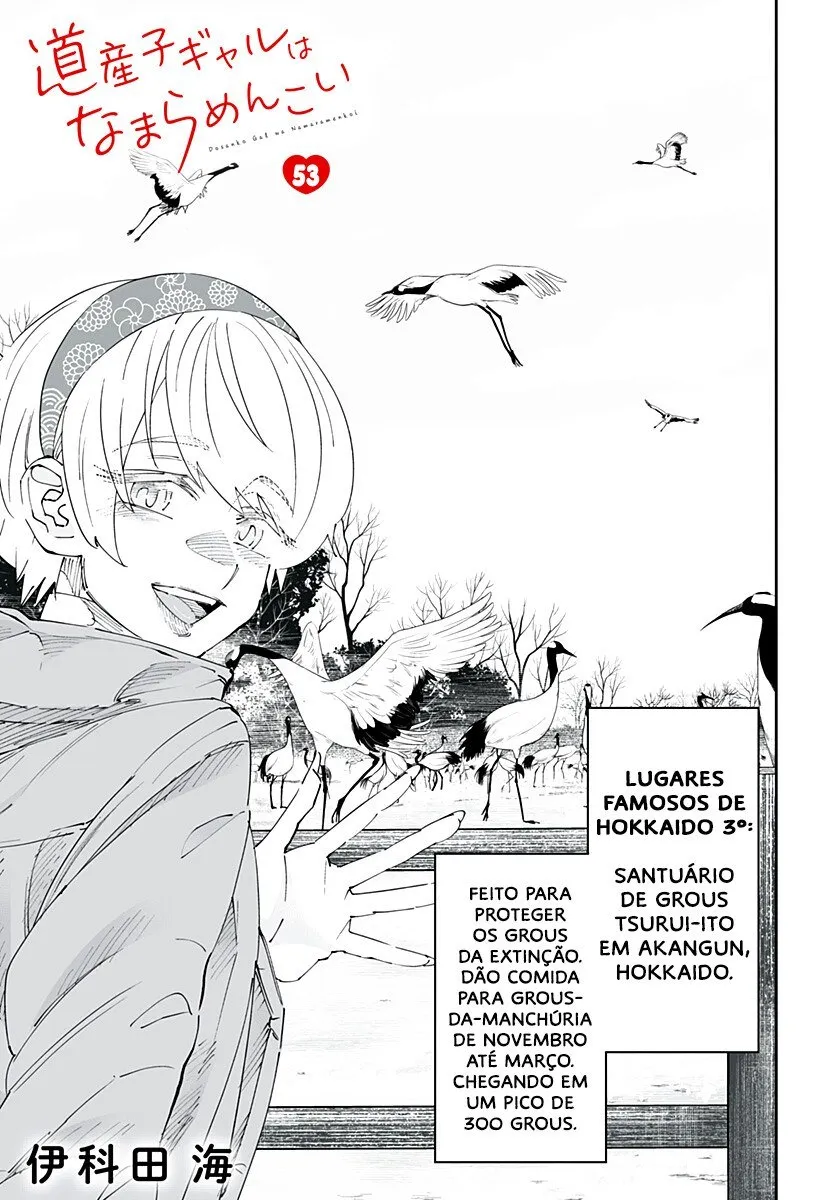 道産子ギャルは
なまらめんこい
Dosanko Gal wa Namaramenkoi
53
LUGARES
FAMOSOS DE
HOKKAIDO 3º:
SANTUÁRIO
DE GROUS
TSURUI-ITO
EM AKANGUN,
HOKKAIDO.
FEITO PARA
PROTEGER
OS GROUS
DA EXTINÇÃO.
DÃO COMIDA
PARA GROUS-
DA-MANCHÚRIA
DE NOVEMBRO
ATÉ MARÇO.
CHEGANDO EM
UM PICO DE
300 GROUS.
伊科田 海